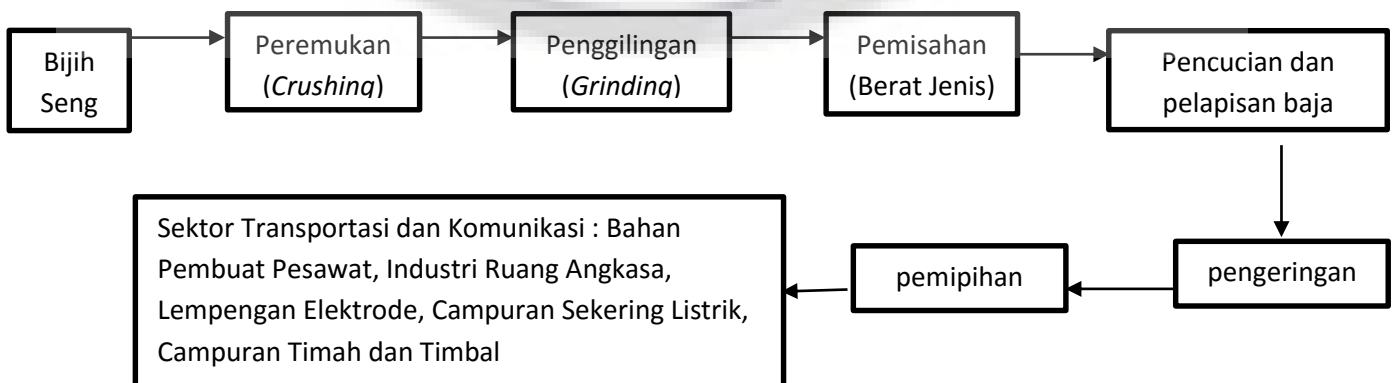 Bijih
Seng
Peremukan
(Crushing)
Penggilingan
(Grinding)
Pemisahan
(Berat Jenis)
Pencucian dan
pelapisan baja
pengeringan
pemipihan
Sektor Transportasi dan Komunikasi : Bahan
Pembuat Pesawat, Industri Ruang Angkasa,
Lempengan Elektrode, Campuran Sekering Listrik,
Campuran Timah dan Timbal